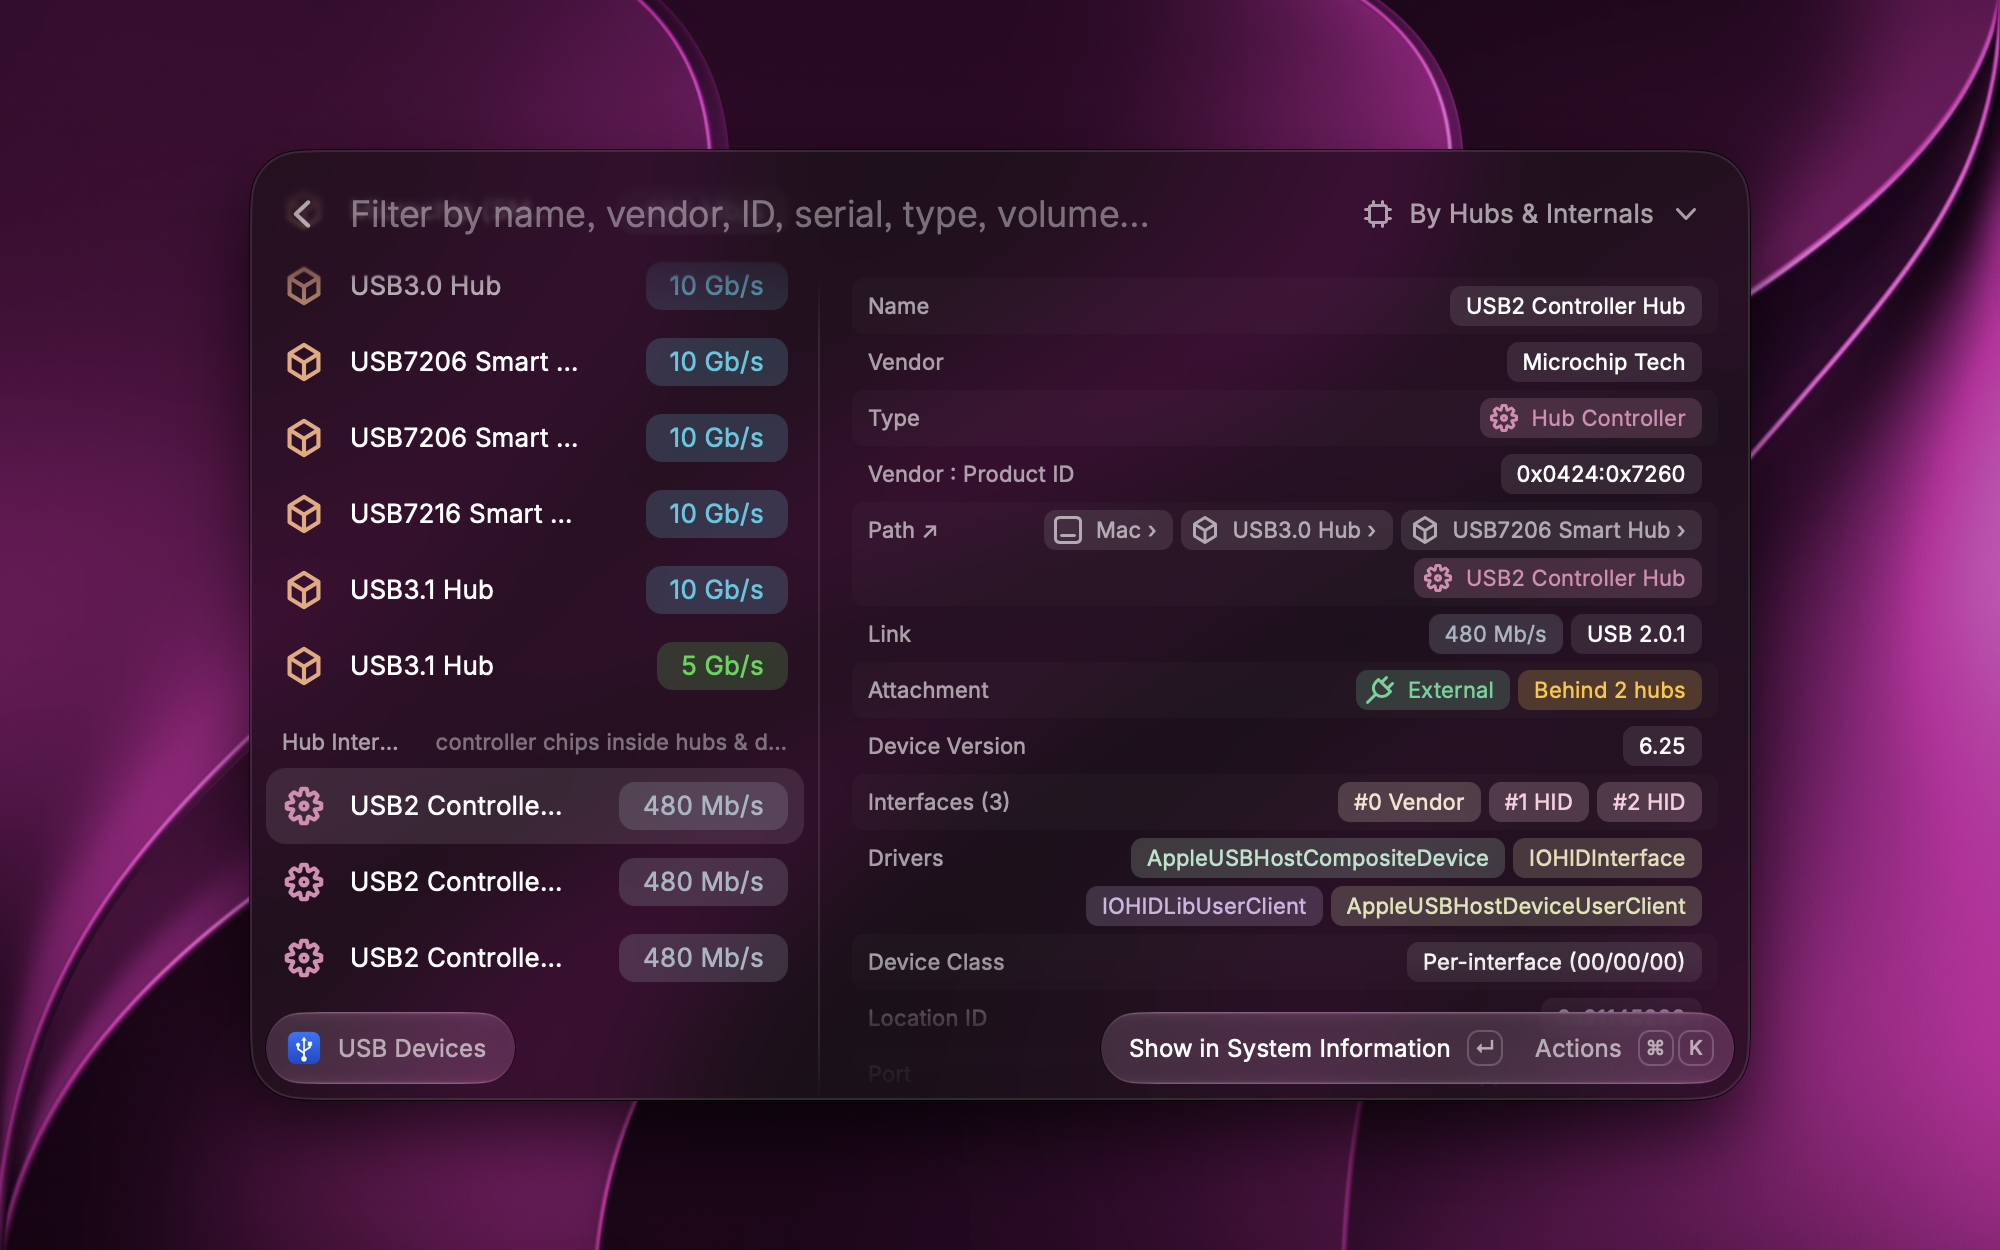 Filter by name, vendor, ID, serial, type, volume...
By Hubs & Internals
USB3.0 Hub 10 Gb/s
USB7206 Smart ... 10 Gb/s
USB7206 Smart ... 10 Gb/s
USB7216 Smart ... 10 Gb/s
USB3.1 Hub 10 Gb/s
USB3.1 Hub 5 Gb/s
Hub Inter... controller chips inside hubs & d...
USB2 Controlle... 480 Mb/s
USB2 Controlle... 480 Mb/s
USB2 Controlle... 480 Mb/s
USB Devices
Name USB2 Controller Hub
Vendor Microchip Tech
Type Hub Controller
Vendor : Product ID 0x0424:0x7260
Path ↗ Mac › USB3.0 Hub › USB7206 Smart Hub ›
USB2 Controller Hub
Link 480 Mb/s USB 2.0.1
Attachment External Behind 2 hubs
Device Version 6.25
Interfaces (3) #0 Vendor #1 HID #2 HID
Drivers AppleUSBHostCompositeDevice IOHIDInterface
IOHIDLibUserClient AppleUSBHostDeviceUserClient
Device Class Per-interface (00/00/00)
Location ID
Port
Show in System Information ↵ Actions ⌘ K